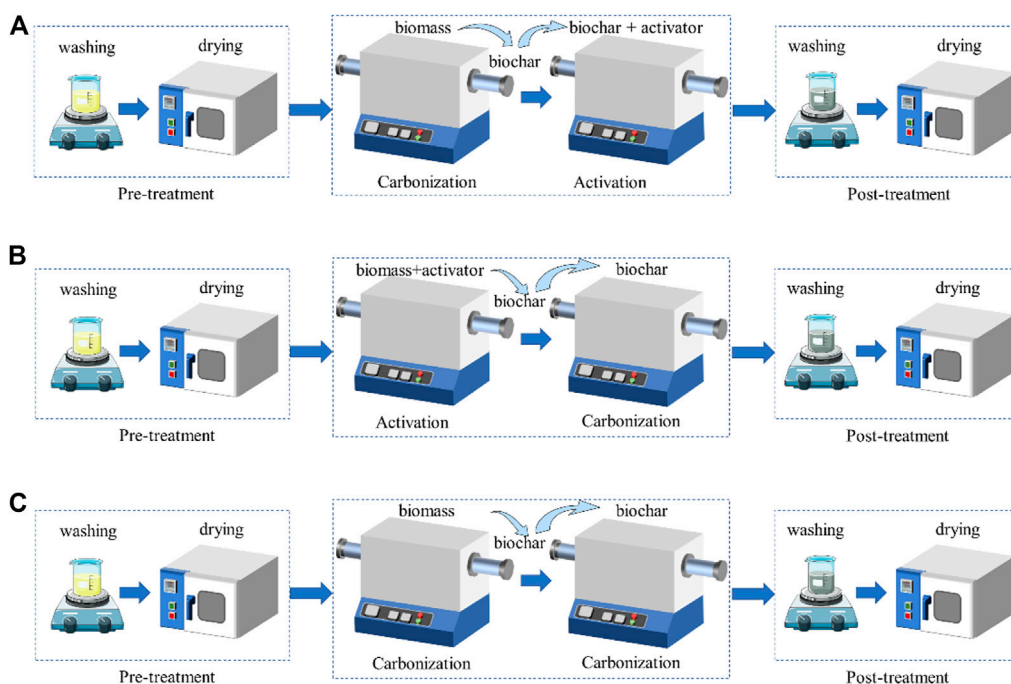 A
washing
drying
biomass
biochar + activator
biochar
washing
drying
Carbonization
Activation
Pre-treatment
Post-treatment
B
washing
drying
biomass+activator
biochar
biochar
washing
drying
Activation
Carbonization
Pre-treatment
Post-treatment
C
washing
drying
biomass
biochar
biochar
washing
drying
Carbonization
Carbonization
Pre-treatment
Post-treatment